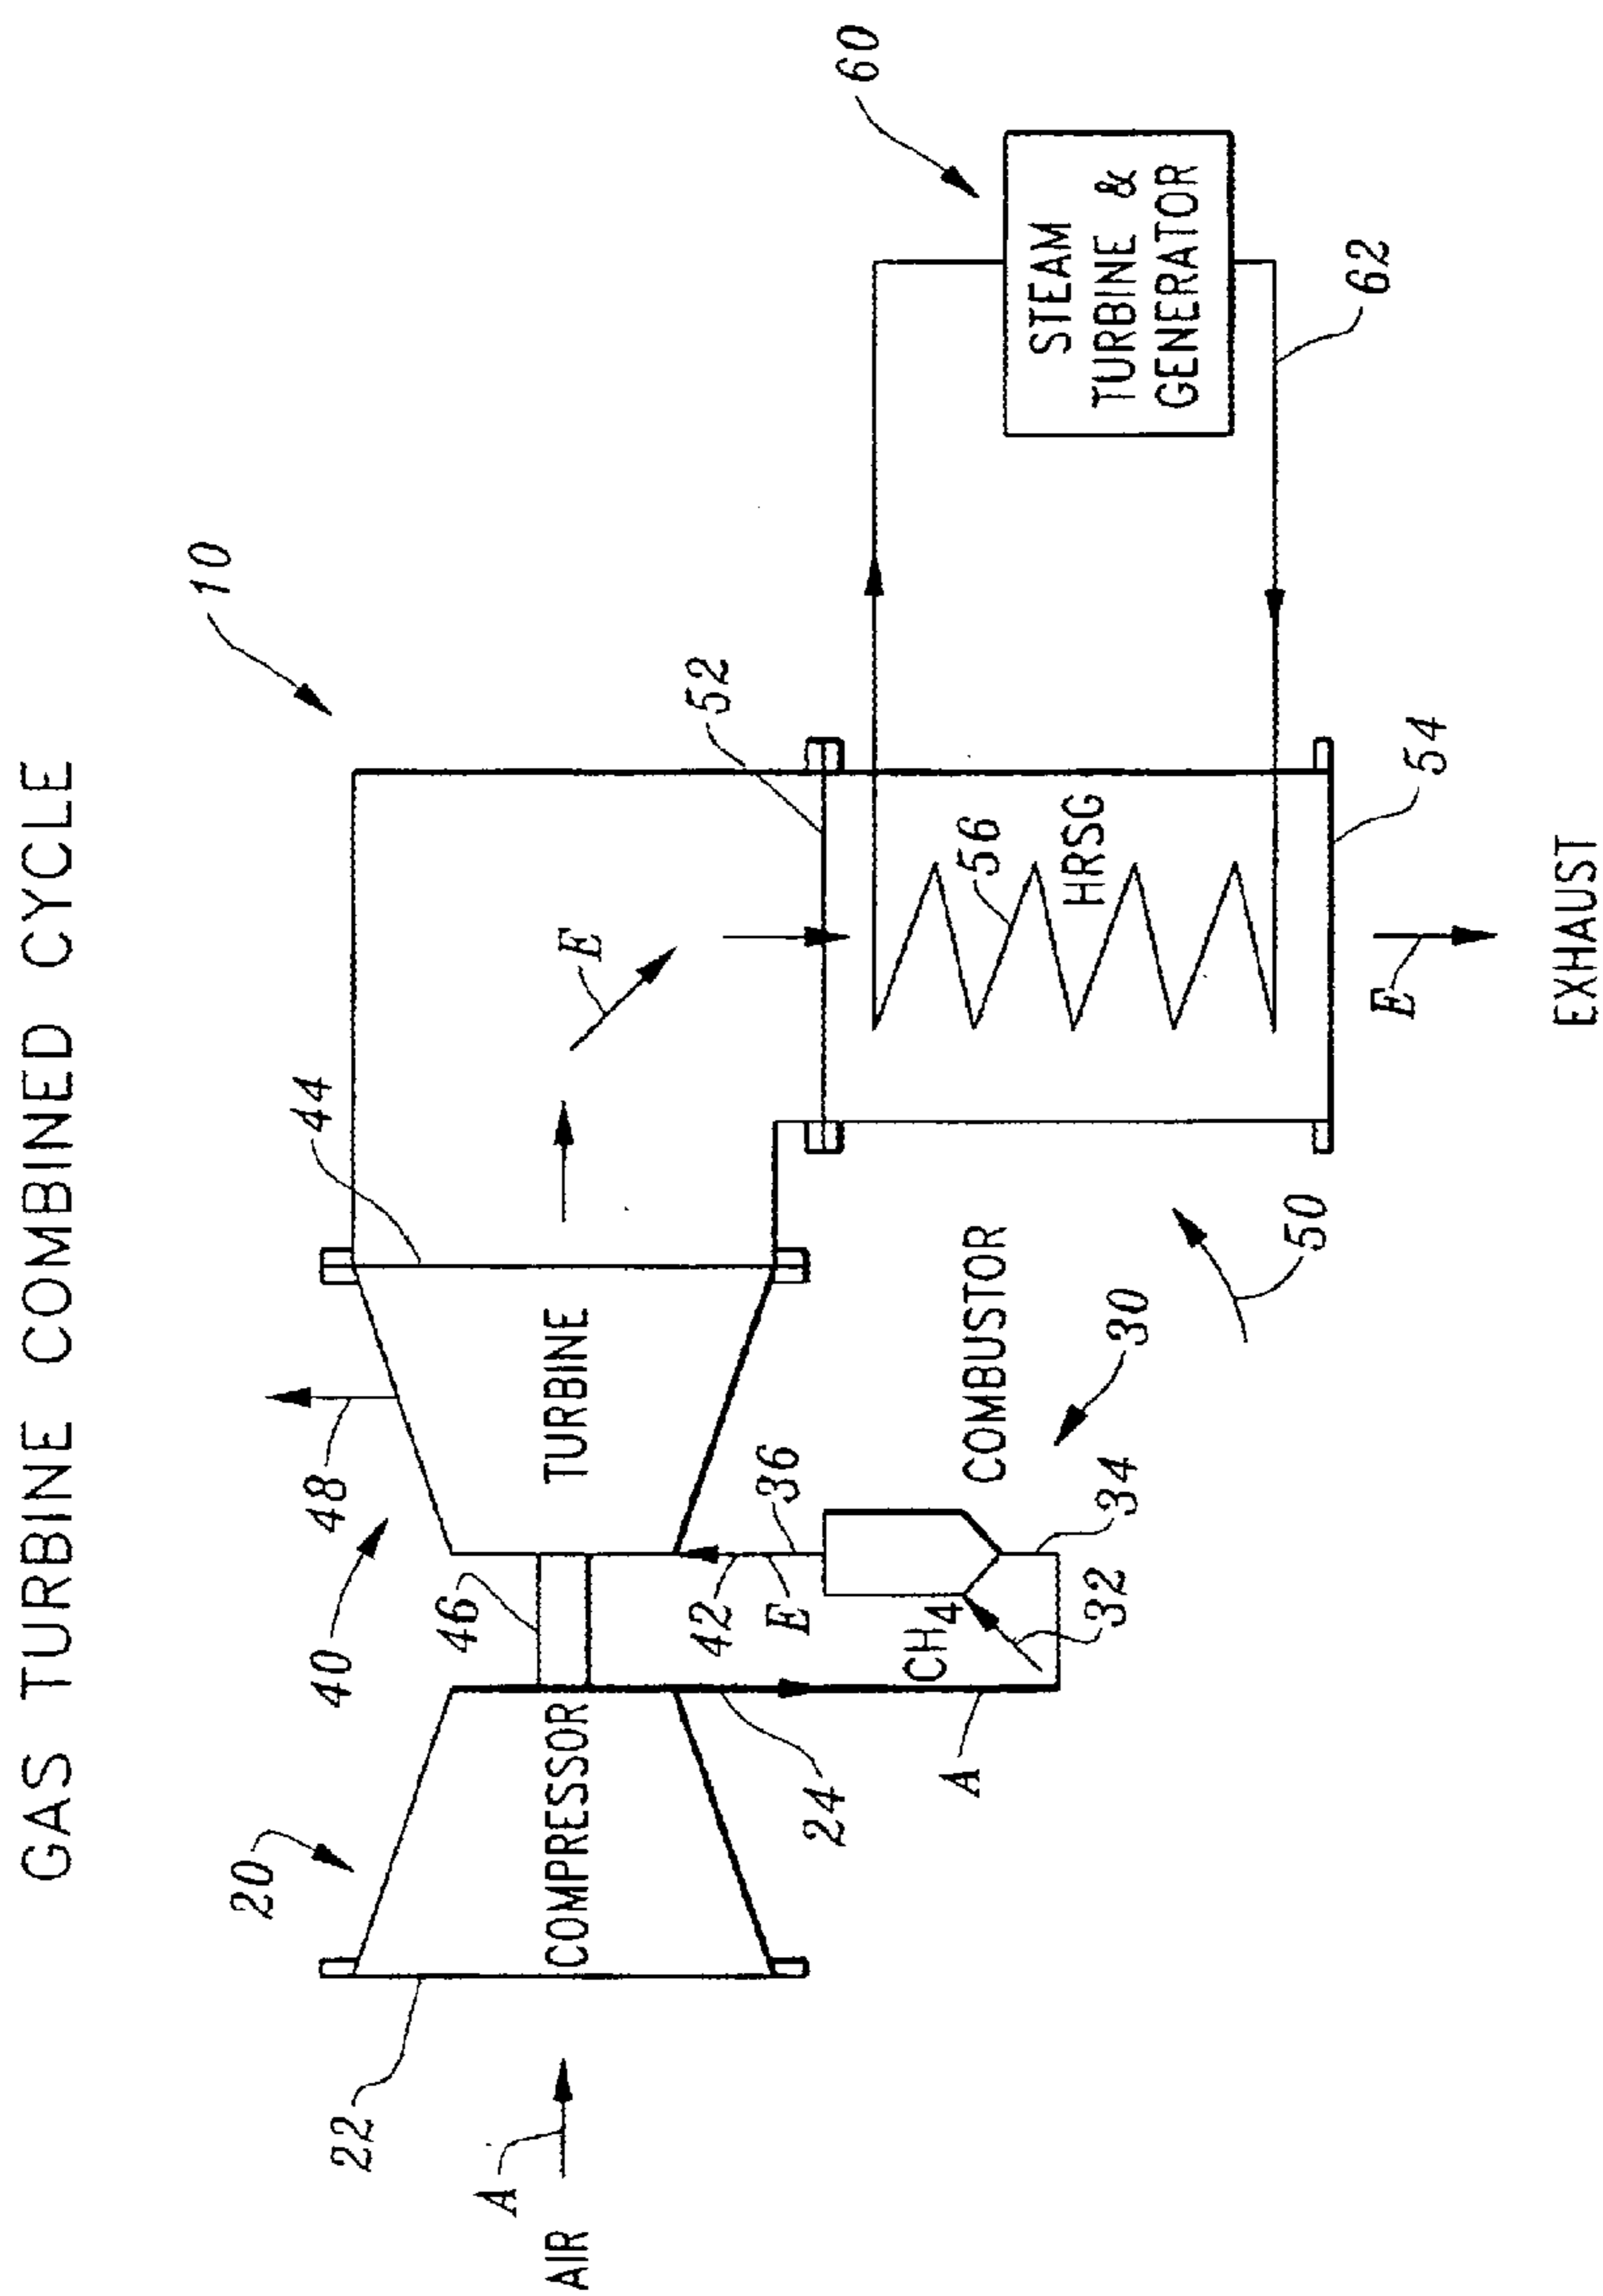 GAS TURBINE COMBINED CYCLE
10
20
40
48
44
22
46
A
AIR
COMPRESSOR
TURBINE
E
52
60
24
42
E
36
A
CH4
32
34
COMBUSTOR
30
50
56
HRSG
STEAM
TURBINE &
GENERATOR
62
54
E
EXHAUST